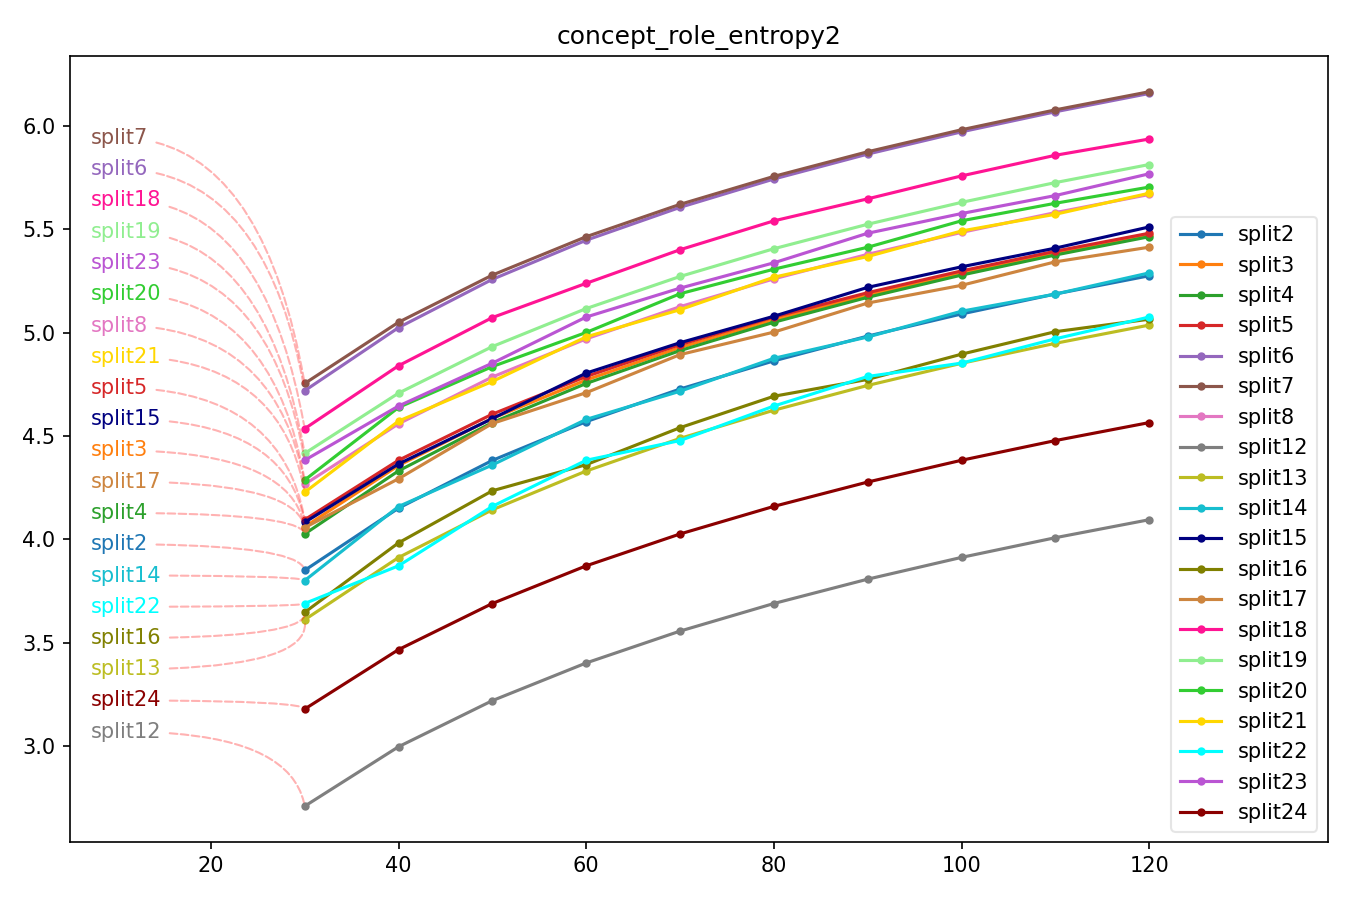 concept_role_entropy2
6.0
5.5
5.0
4.5
4.0
3.5
3.0
split7
split6
split18
split19
split23
split20
split8
split21
split5
split15
split3
split17
split4
split2
split14
split22
split16
split13
split24
split12
split2
split3
split4
split5
split6
split7
split8
split12
split13
split14
split15
split16
split17
split18
split19
split20
split21
split22
split23
split24
20 40 60 80 100 120